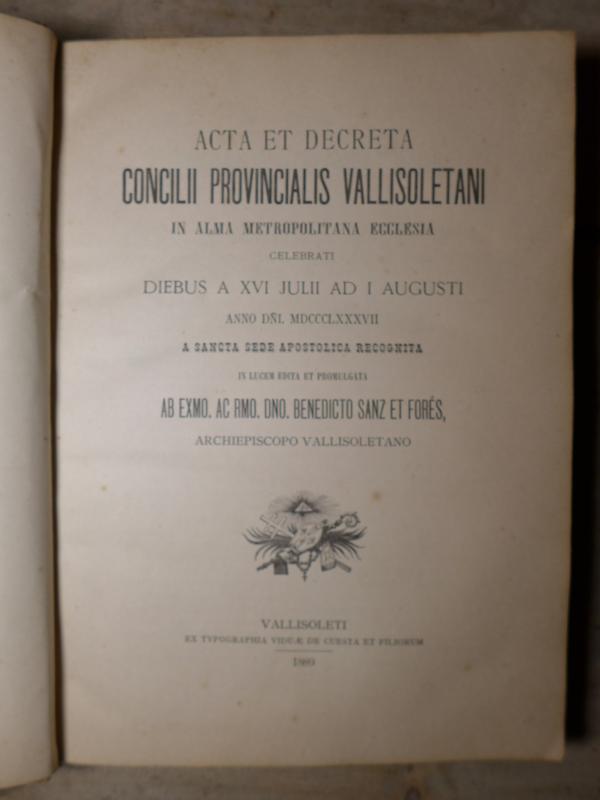 ACTA ET DECRETA
CONCILII PROVINCIALIS VALLISOLETANI
IN ALMA METROPOLITANA ECCLESIA
CELEBRATI
DIEBUS A XVI JULII AD I AUGUSTI
ANNO DÑI. MDCCCLXXXVII
A SANCTA SEDE APOSTOLICA RECOGNITA
IN LUCEM EDITA ET PROMULGATA
AB EXMO. AC RMO. DNO. BENEDICTO SANZ ET FORÉS,
ARCHIEPISCOPO VALLISOLETANO
VALLISOLETI
EX TYPOGRAPHIA VIDUÆ DE CUESTA ET FILIORUM
1889